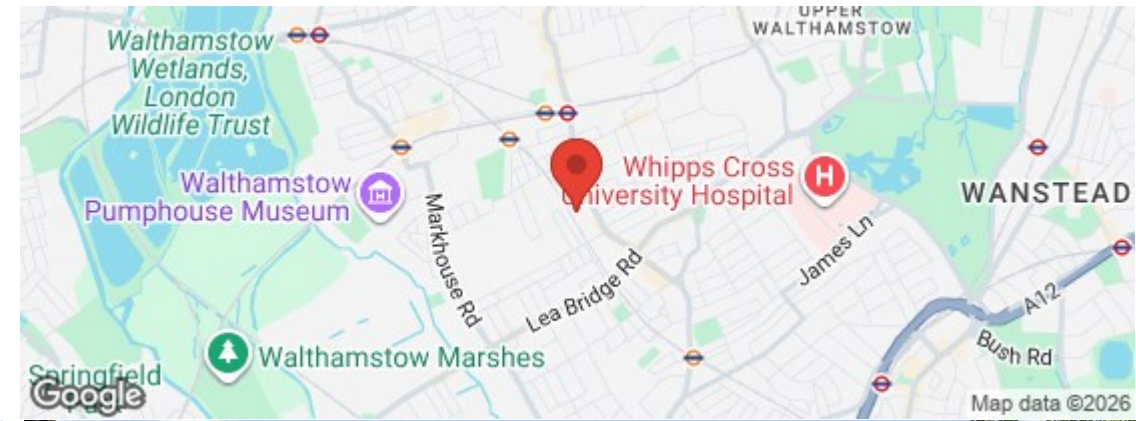 UPPER
WALTHAMSTOW
Walthamstow
Wetlands,
London
Wildlife Trust
Whipps Cross
University Hospital
H
Walthamstow
Pumphouse Museum
WANSTEAD
Markhouse Rd
James Ln
Lea Bridge Rd
A12
Bush Rd
Walthamstow Marshes
Springfield
Park
Google
Map data ©2026